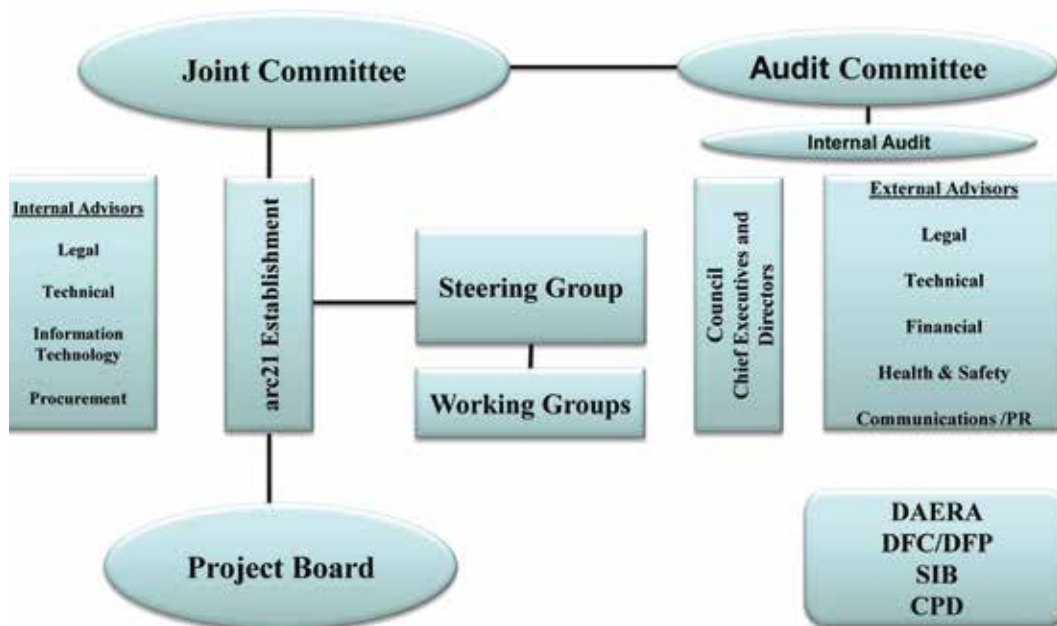 Joint Committee
Audit Committee
Internal Audit
Internal Advisors
Legal
Technical
Information
Technology
Procurement
arc21 Establishment
Steering Group
Working Groups
Council
Chief Executives and
Directors
External Advisors
Legal
Technical
Financial
Health & Safety
Communications /PR
Project Board
DAERA
DFC/DFP
SIB
CPD